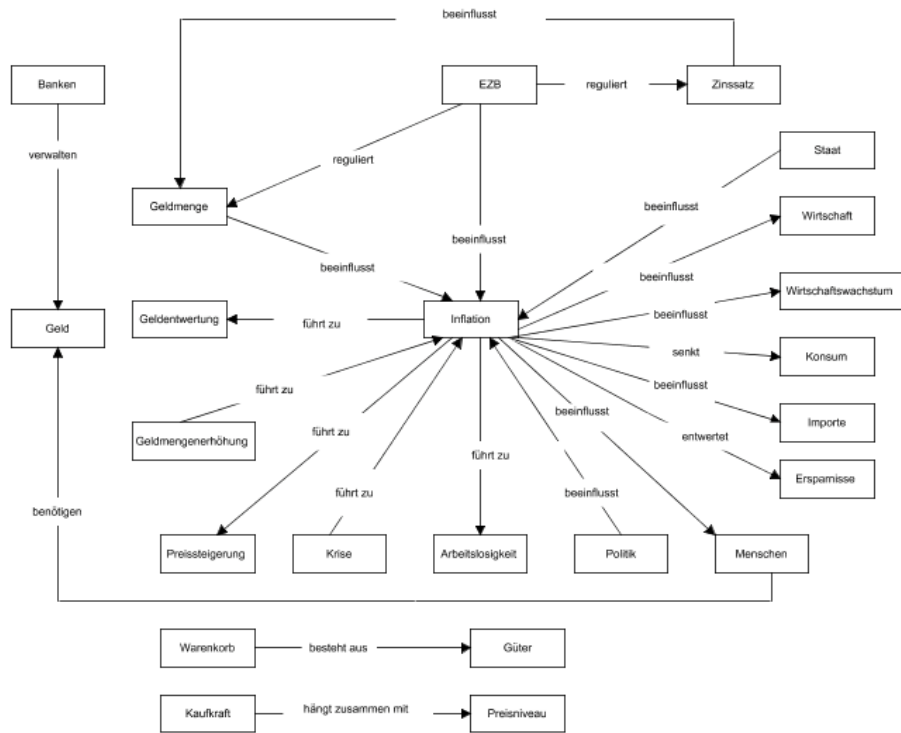 beeinflusst
Banken
EZB
reguliert
Zinssatz
verwalten
reguliert
Staat
Geldmenge
beeinflusst
Wirtschaft
beeinflusst
beeinflusst
beeinflusst
Wirtschaftswachstum
Geld
Geldentwertung
führt zu
Inflation
beeinflusst
senkt
Konsum
führt zu
beeinflusst
beeinflusst
Importe
Geldmengenerhöhung
führt zu
führt zu
entwertet
Ersparnisse
führt zu
beeinflusst
benötigen
Preissteigerung
Krise
Arbeitslosigkeit
Politik
Menschen
Warenkorb
besteht aus
Güter
Kaufkraft
hängt zusammen mit
Preisniveau